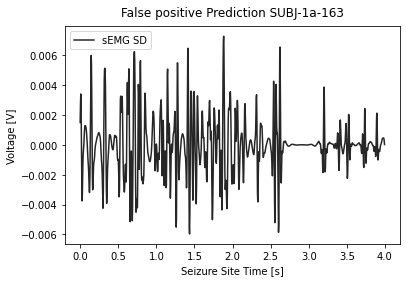 False positive Prediction SUBJ-1a-163
sEMG SD
Voltage [V]
0.006
0.004
0.002
0.000
−0.002
−0.004
−0.006
0.0 0.5 1.0 1.5 2.0 2.5 3.0 3.5 4.0
Seizure Site Time [s]